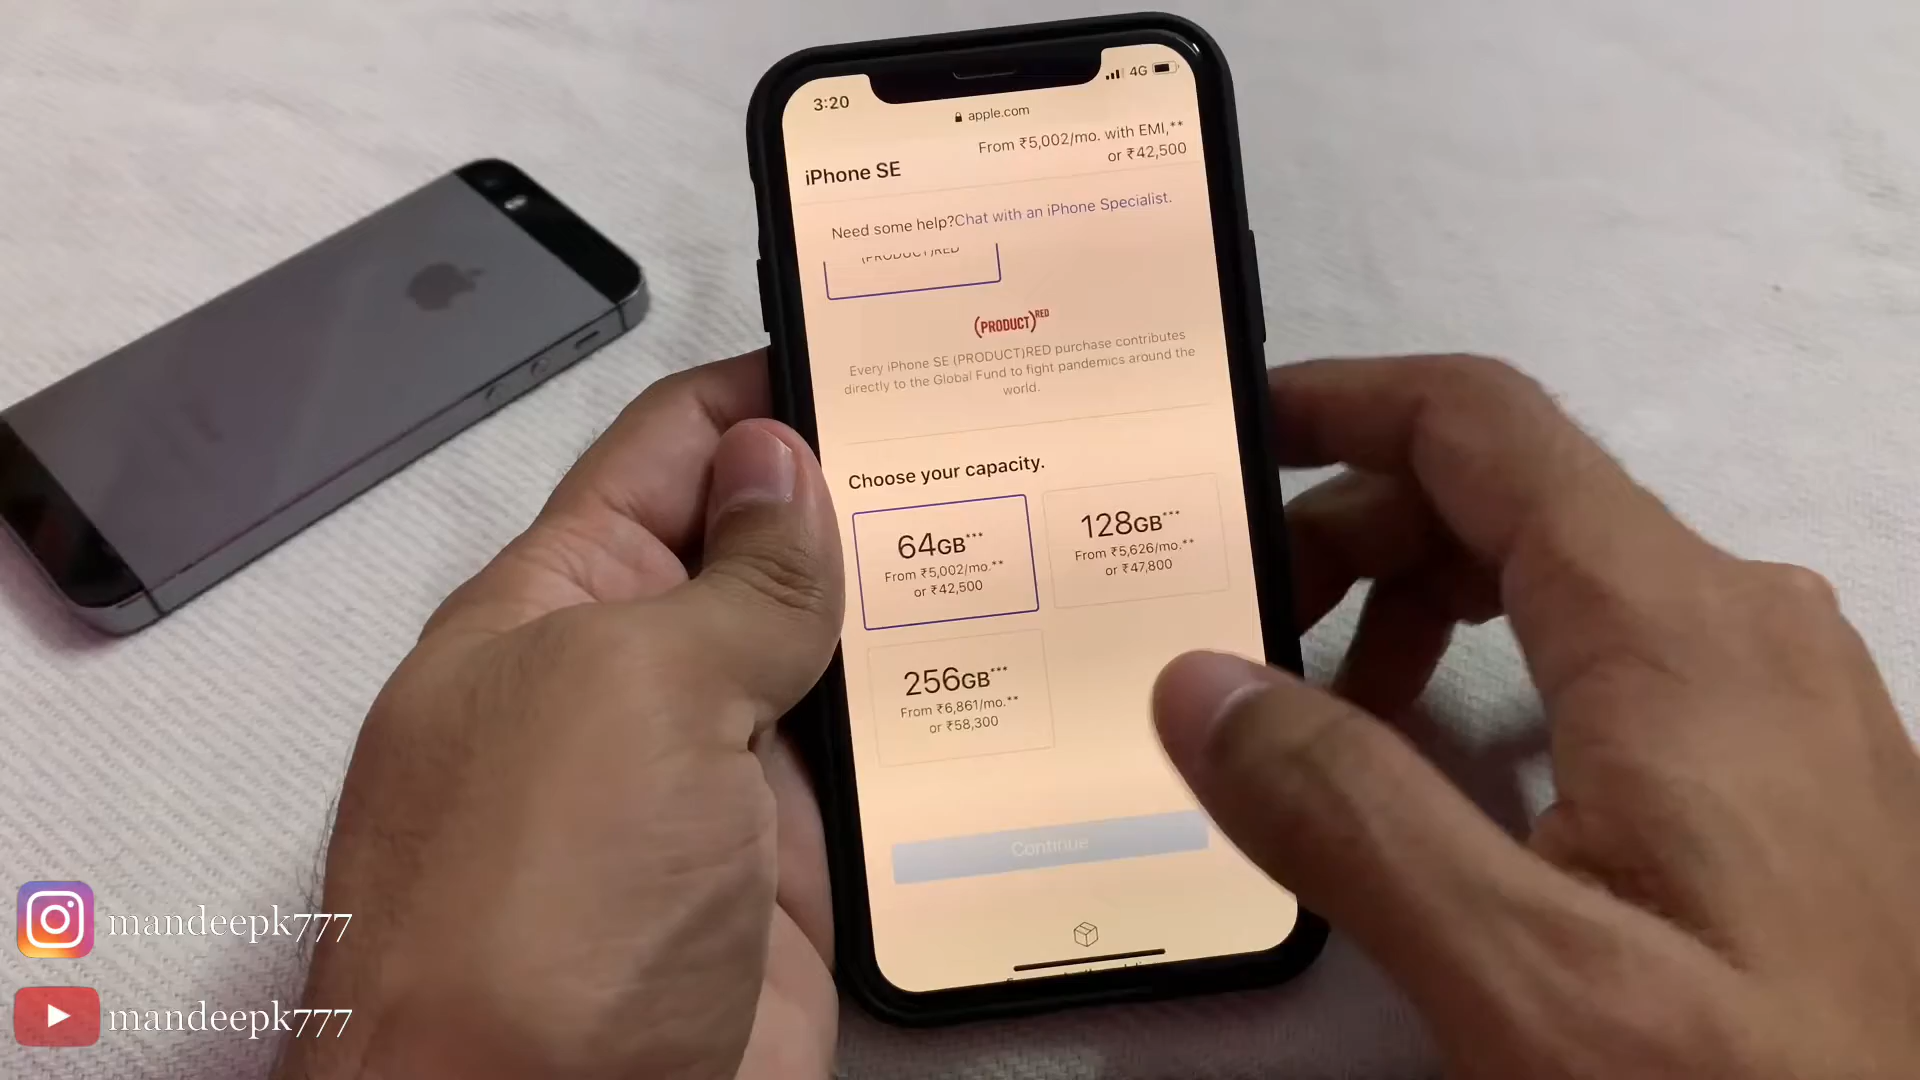 3:20
4G
apple.com
iPhone SE
From ₹5,002/mo. with EMI,**
or ₹42,500
Need some help?Chat with an iPhone Specialist.
(PRODUCT)RED
(PRODUCT)RED
Every iPhone SE (PRODUCT)RED purchase contributes
directly to the Global Fund to fight pandemics around the
world.
Choose your capacity.
64GB***
From ₹5,002/mo.**
or ₹42,500
128GB***
From ₹5,626/mo.**
or ₹47,800
256GB***
From ₹6,861/mo.**
or ₹58,300
Continue
mandeepk777
mandeepk777